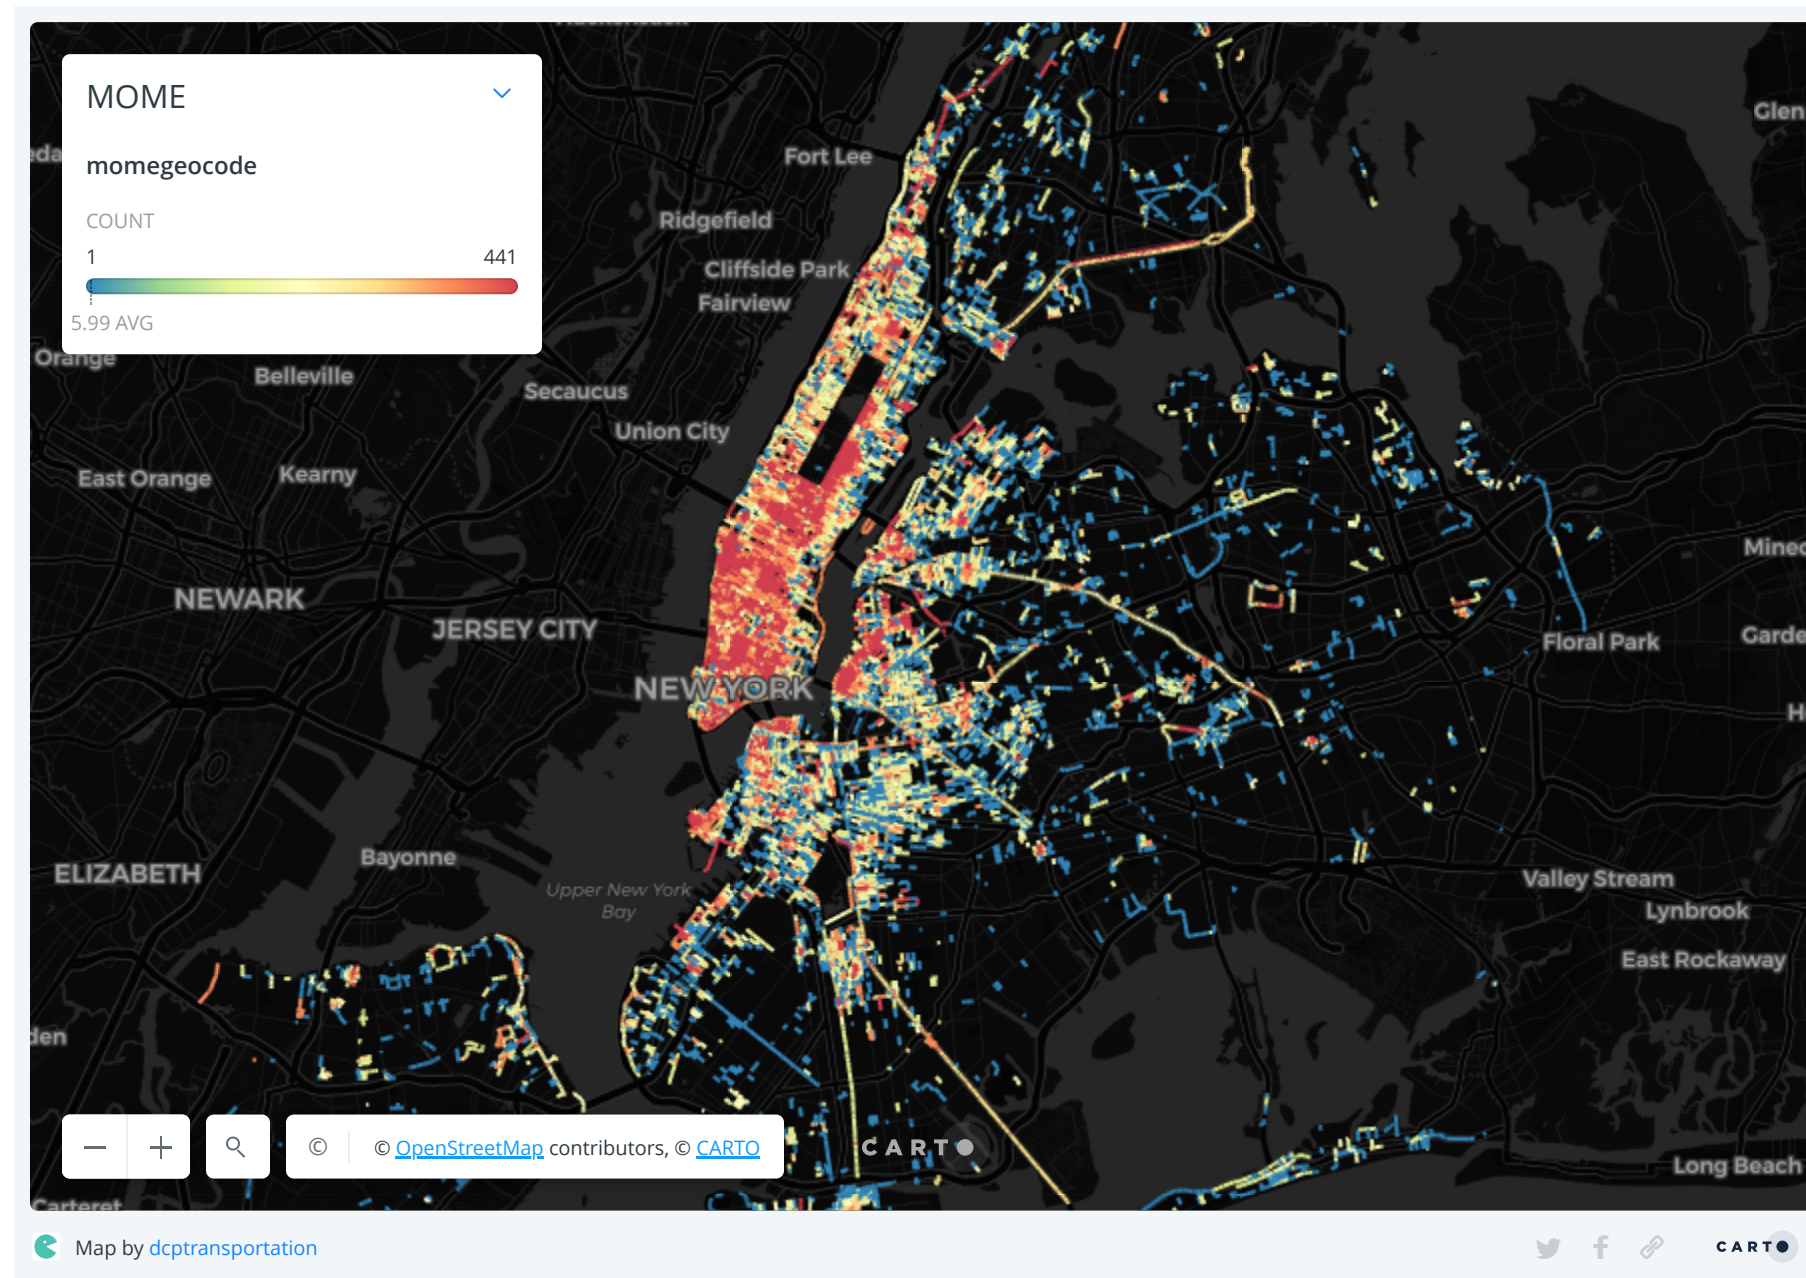 MOME
momegeocode
COUNT
1 441
5.99 AVG
Fort Lee
Glen
Ridgefield
Cliffside Park
Fairview
Orange
Belleville
Secaucus
Union City
East Orange
Kearny
NEWARK
JERSEY CITY
Floral Park
Garde
NEW YORK
ELIZABETH
Bayonne
Upper New York
Bay
Valley Stream
Lynbrook
East Rockaway
den
Long Beach
Carteret
© © OpenStreetMap contributors, © CARTO
CARTO
Map by dcptransportation
CARTO